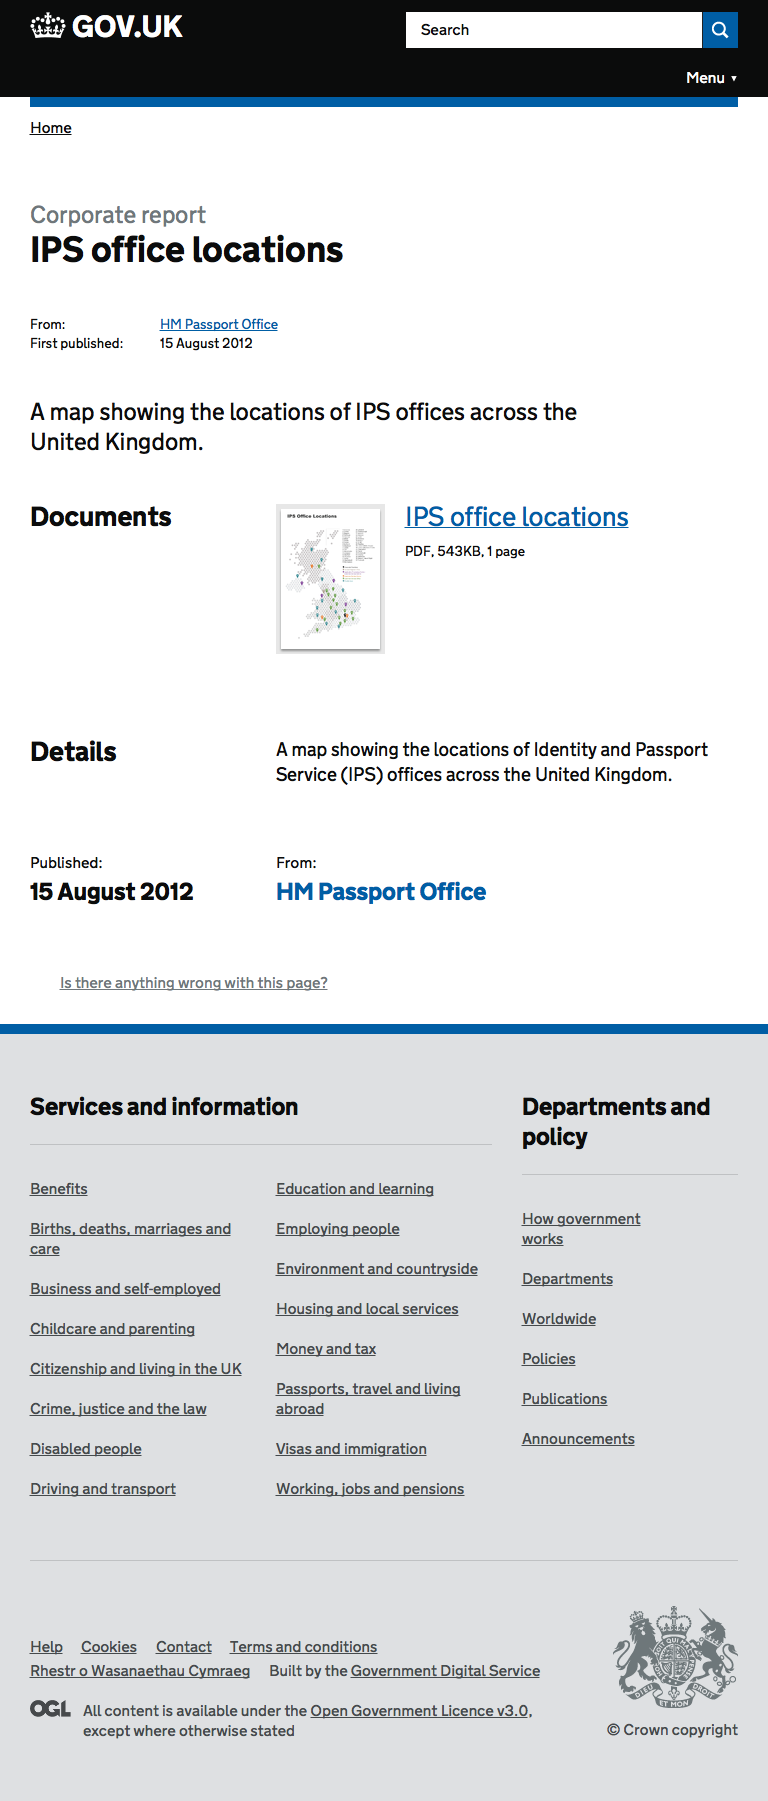 GOV.UK
Search
Menu ▼
Home
Corporate report
IPS office locations
From: HM Passport Office
First published: 15 August 2012
A map showing the locations of IPS offices across the
United Kingdom.
Documents
IPS Office Locations
IPS office locations
PDF, 543KB, 1 page
Details
A map showing the locations of Identity and Passport
Service (IPS) offices across the United Kingdom.
Published:
15 August 2012
From:
HM Passport Office
Is there anything wrong with this page?
Services and information
Benefits
Births, deaths, marriages and
care
Business and self-employed
Childcare and parenting
Citizenship and living in the UK
Crime, justice and the law
Disabled people
Driving and transport
Education and learning
Employing people
Environment and countryside
Housing and local services
Money and tax
Passports, travel and living
abroad
Visas and immigration
Working, jobs and pensions
Departments and
policy
How government
works
Departments
Worldwide
Policies
Publications
Announcements
Help Cookies Contact Terms and conditions
Rhestr o Wasanaethau Cymraeg Built by the Government Digital Service
OGL All content is available under the Open Government Licence v3.0,
except where otherwise stated
DIEU ET MON DROIT
© Crown copyright